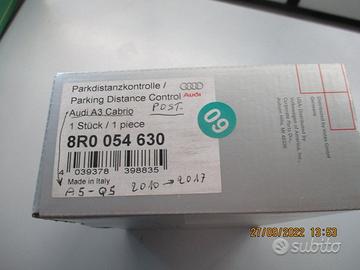 Parkdistanzkontrolle /
Parking Distance Control
Audi
Audi A3 Cabrio POST.
1 Stück / 1 piece
8R0 054 630
4 039378 398835
Made in Italy
A5-Q5 2010 → 2017
09
27/09/2022 13:53
subito